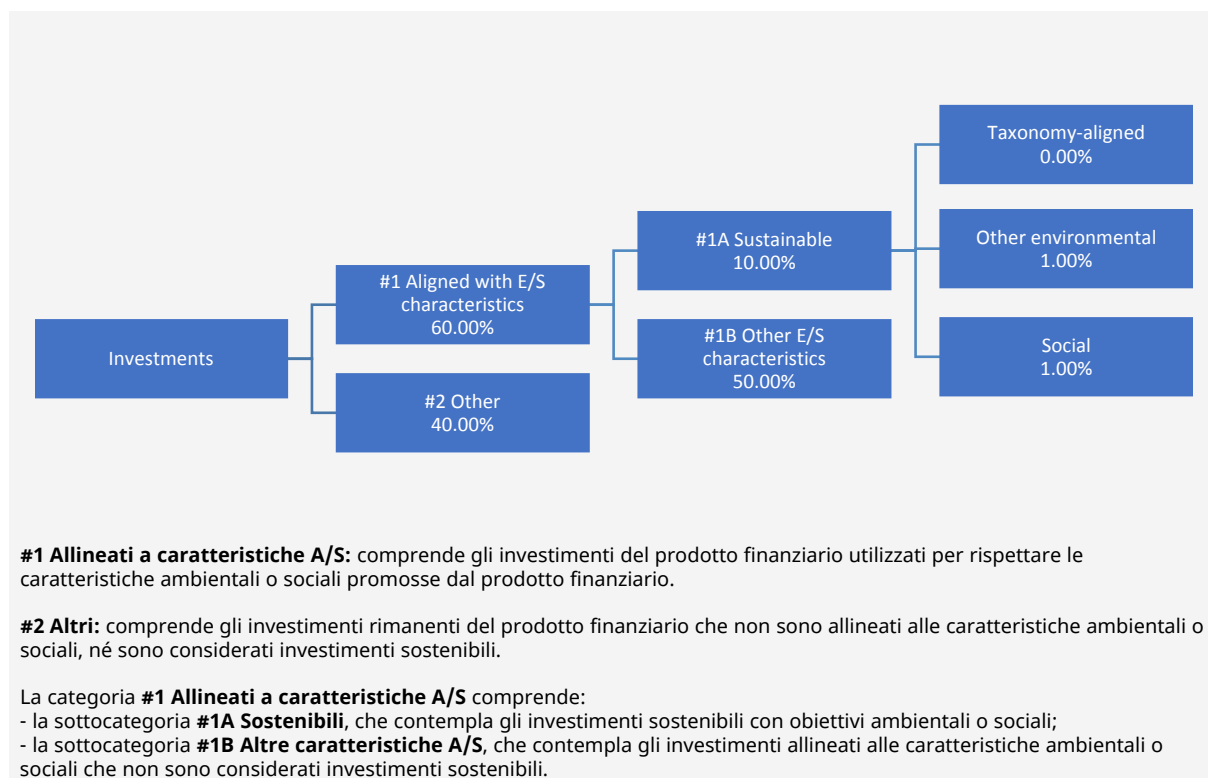 Taxonomy-aligned
0.00%
#1A Sustainable
10.00%
Other environmental
1.00%
#1 Aligned with E/S
characteristics
60.00%
Investments
#1B Other E/S
characteristics
50.00%
Social
1.00%
#2 Other
40.00%
#1 Allineati a caratteristiche A/S: comprende gli investimenti del prodotto finanziario utilizzati per rispettare le
caratteristiche ambientali o sociali promosse dal prodotto finanziario.
#2 Altri: comprende gli investimenti rimanenti del prodotto finanziario che non sono allineati alle caratteristiche ambientali o
sociali, né sono considerati investimenti sostenibili.
La categoria #1 Allineati a caratteristiche A/S comprende:
- la sottocategoria #1A Sostenibili, che contempla gli investimenti sostenibili con obiettivi ambientali o sociali;
- la sottocategoria #1B Altre caratteristiche A/S, che contempla gli investimenti allineati alle caratteristiche ambientali o
sociali che non sono considerati investimenti sostenibili.